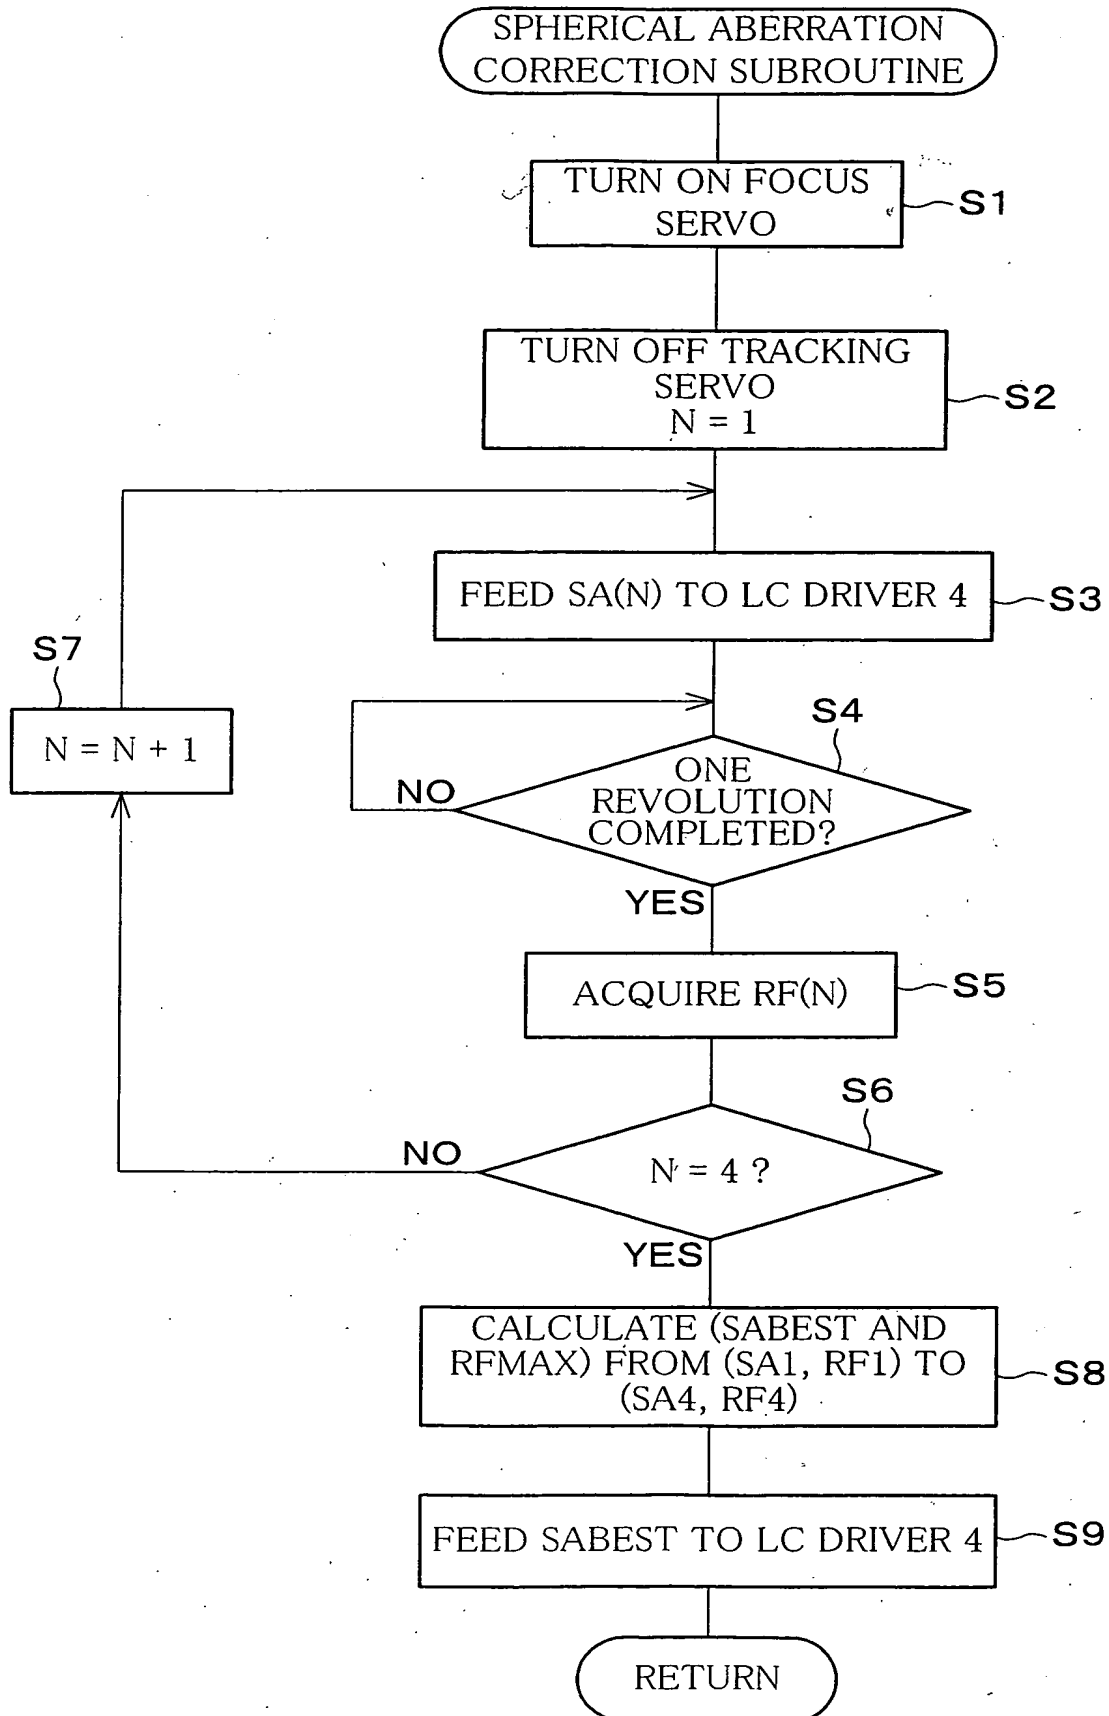 SPHERICAL ABERRATION
CORRECTION SUBROUTINE
TURN ON FOCUS
SERVO
S1
TURN OFF TRACKING
SERVO
N = 1
S2
FEED SA(N) TO LC DRIVER 4
S3
S7
N = N + 1
S4
ONE
REVOLUTION
COMPLETED?
NO
YES
ACQUIRE RF(N)
S5
S6
N = 4 ?
NO
YES
CALCULATE (SABEST AND
RFMAX) FROM (SA1, RF1) TO
(SA4, RF4)
S8
FEED SABEST TO LC DRIVER 4
S9
RETURN